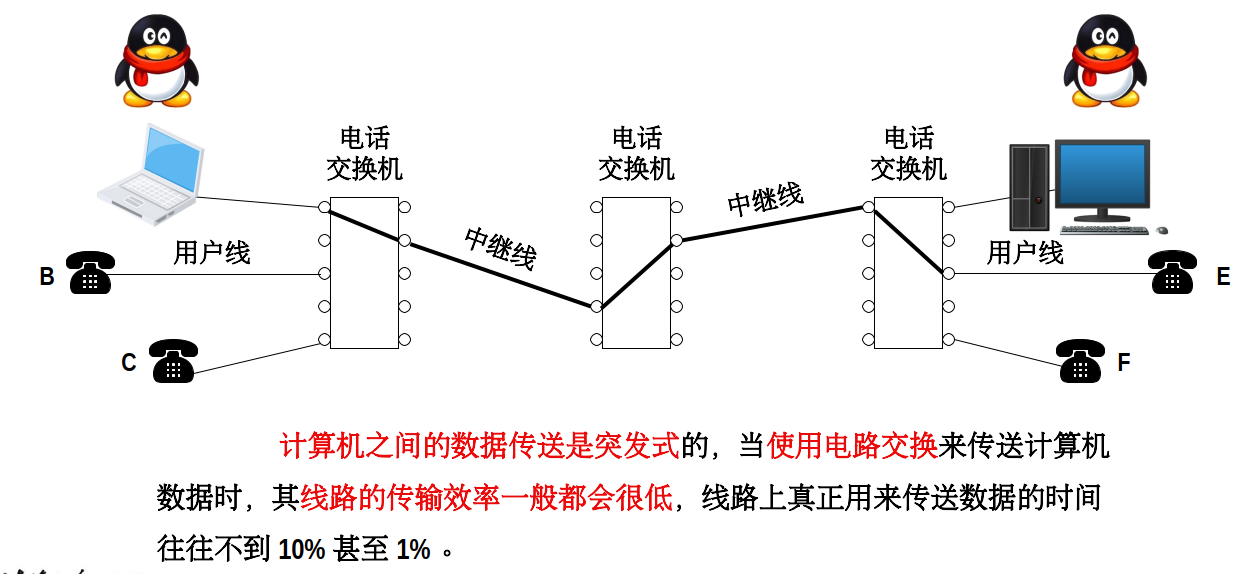 电话
交换机
电话
交换机
电话
交换机
中继线
中继线
用户线
用户线
B
E
C
F
计算机之间的数据传送是突发式的，当使用电路交换来传送计算机
数据时，其线路的传输效率一般都会很低，线路上真正用来传送数据的时间
往往不到 10% 甚至 1% 。